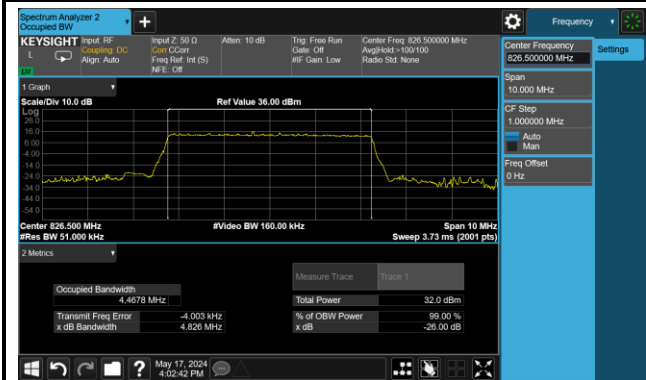 Spectrum Analyzer 2
Occupied BW
Frequency
KEYSIGHT
L
Input: RF
Coupling: DC
Align: Auto
Input Z: 50 Ω
Corr CCorr
Freq Ref: Int (S)
NFE: Off
Atten: 10 dB
Trig: Free Run
Gate: Off
#IF Gain: Low
Center Freq: 826.500000 MHz
Avg|Hold:>100/100
Radio Std: None
Center Frequency
826.500000 MHz
Settings
Span
10.000 MHz
CF Step
1.000000 MHz
Auto
Man
Freq Offset
0 Hz
1 Graph
Scale/Div 10.0 dB
Ref Value 36.00 dBm
Log
26.0
16.0
6.00
-4.00
-14.0
-24.0
-34.0
-44.0
-54.0
Center 826.500 MHz
#Video BW 160.00 kHz
Span 10 MHz
#Res BW 51.000 kHz
Sweep 3.73 ms (2001 pts)
2 Metrics
Measure Trace
Trace 1
Occupied Bandwidth
4.4678 MHz
Total Power
32.0 dBm
Transmit Freq Error
-4.003 kHz
% of OBW Power
99.00 %
x dB Bandwidth
4.826 MHz
x dB
-26.00 dB
?
May 17, 2024
4:02:42 PM